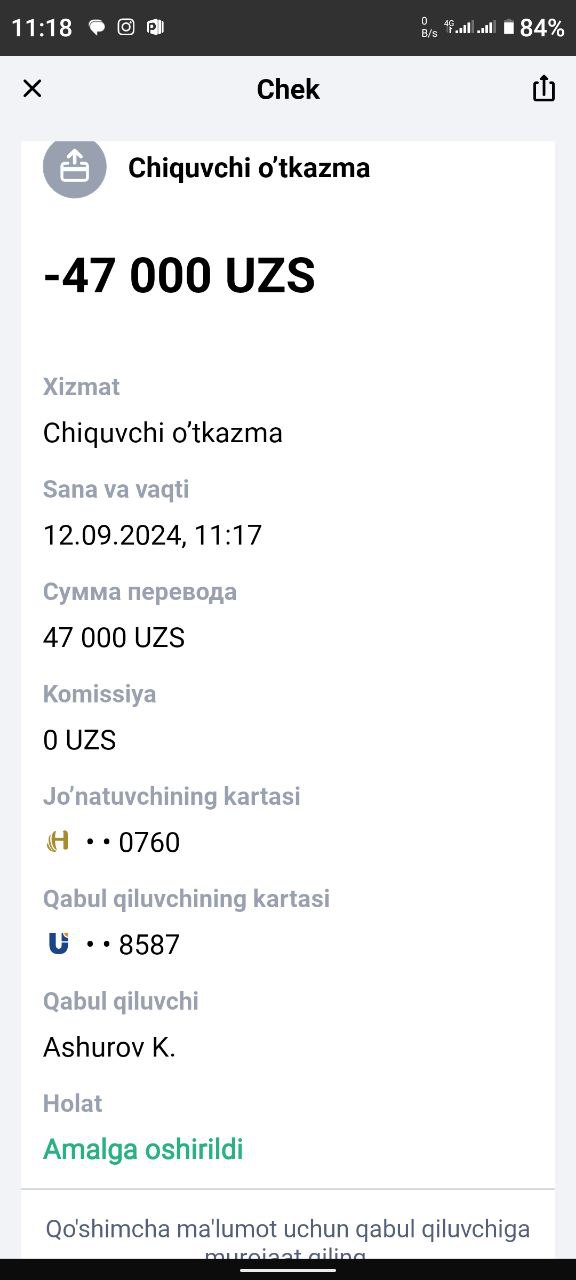 11:18
0
B/s
4G
84%
Chek
Chiquvchi o’tkazma
-47 000 UZS
Xizmat
Chiquvchi o’tkazma
Sana va vaqti
12.09.2024, 11:17
Сумма перевода
47 000 UZS
Komissiya
0 UZS
Jo’natuvchining kartasi
H • • 0760
Qabul qiluvchining kartasi
U • • 8587
Qabul qiluvchi
Ashurov K.
Holat
Amalga oshirildi
Qo'shimcha ma'lumot uchun qabul qiluvchiga
murojaat qiling